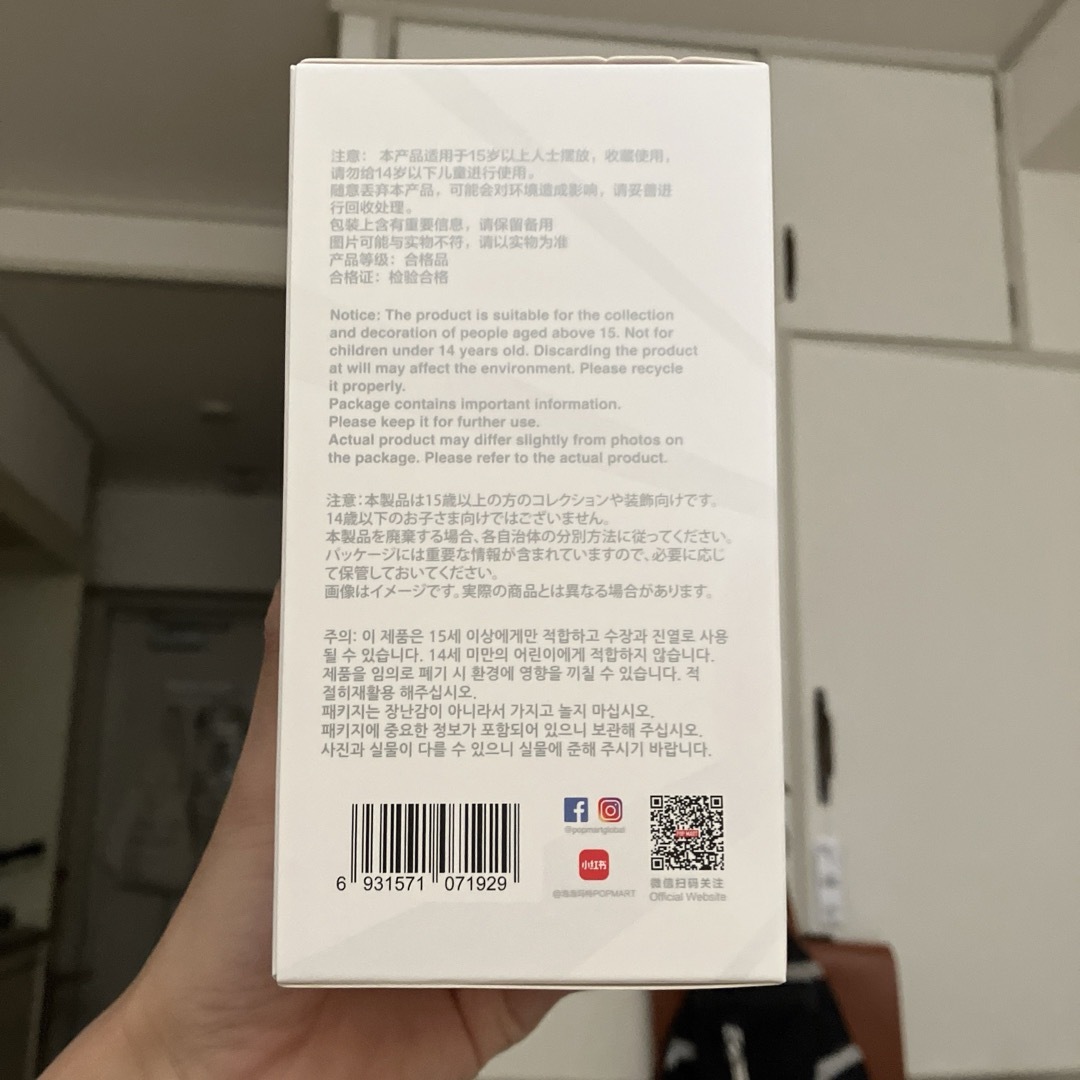 注意： 本产品适用于15岁以上人士摆放，收藏使用，
请勿给14岁以下儿童进行使用。
随意丢弃本产品，可能会对环境造成影响，请妥善进
行回收处理。
包装上含有重要信息，请保留备用
图片可能与实物不符，请以实物为准
产品等级：合格品
合格证：检验合格
Notice: The product is suitable for the collection
and decoration of people aged above 15. Not for
children under 14 years old. Discarding the product
at will may affect the environment. Please recycle
it properly.
Package contains important information.
Please keep it for further use.
Actual product may differ slightly from photos on
the package. Please refer to the actual product.
注意：本製品は15歳以上の方のコレクションや装飾向けです。
14歳以下のお子さま向けではございません。
本製品を廃棄する場合、各自治体の分別方法に従ってください。
パッケージには重要な情報が含まれていますので、必要に応じ
て保管しておいてください。
画像はイメージです。実際の商品とは異なる場合があります。
주의: 이 제품은 15세 이상에게만 적합하고 수장과 진열로 사용
될 수 있습니다. 14세 미만의 어린이에게 적합하지 않습니다.
제품을 임의로 폐기 시 환경에 영향을 끼칠 수 있습니다. 적
절히재활용 해주십시오.
패키지는 장난감이 아니라서 가지고 놀지 마십시오.
패키지에 중요한 정보가 포함되어 있으니 보관해 주십시오.
사진과 실물이 다를 수 있으니 실물에 준해 주시기 바랍니다.
6 931571 071929
@popmartglobal
小红书
@泡泡玛特POPMART
POP MART
微信扫码关注
Official Website